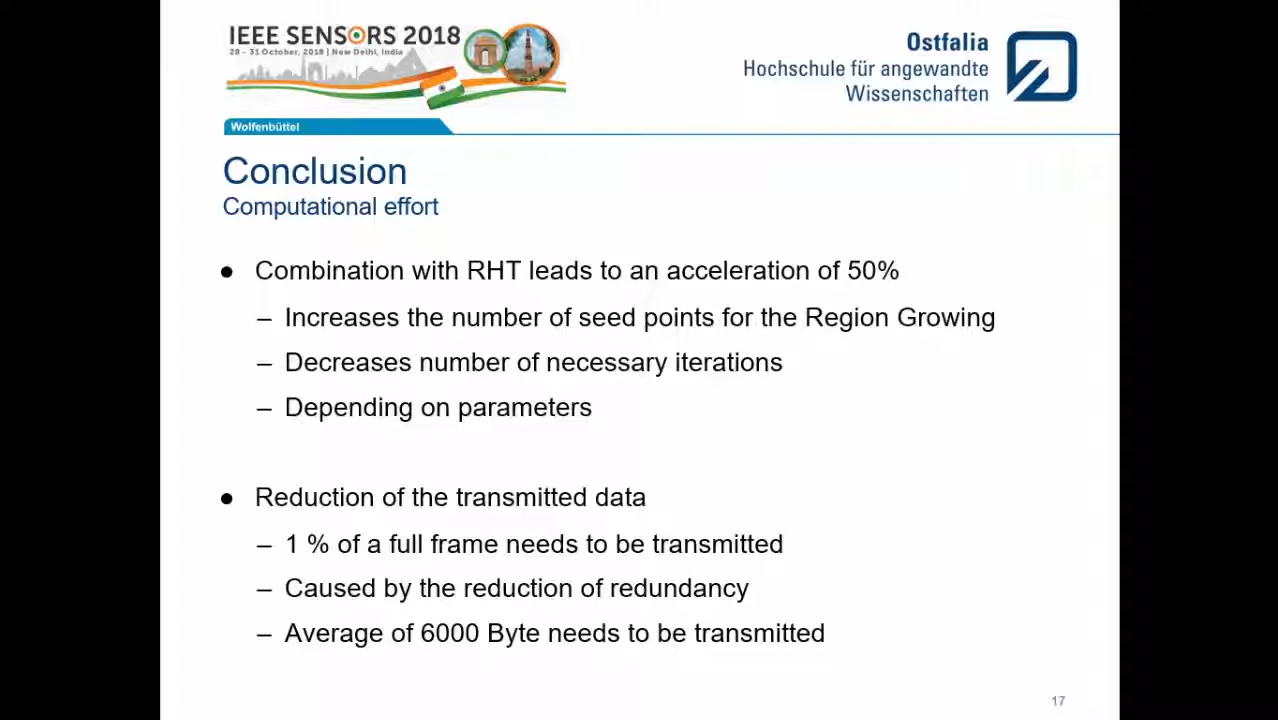 IEEE SENSORS 2018
28 - 31 October, 2018 | New Delhi, India
Ostfalia
Hochschule für angewandte
Wissenschaften
Wolfenbüttel
Conclusion
Computational effort
● Combination with RHT leads to an acceleration of 50%
– Increases the number of seed points for the Region Growing
– Decreases number of necessary iterations
– Depending on parameters
● Reduction of the transmitted data
– 1 % of a full frame needs to be transmitted
– Caused by the reduction of redundancy
– Average of 6000 Byte needs to be transmitted
17